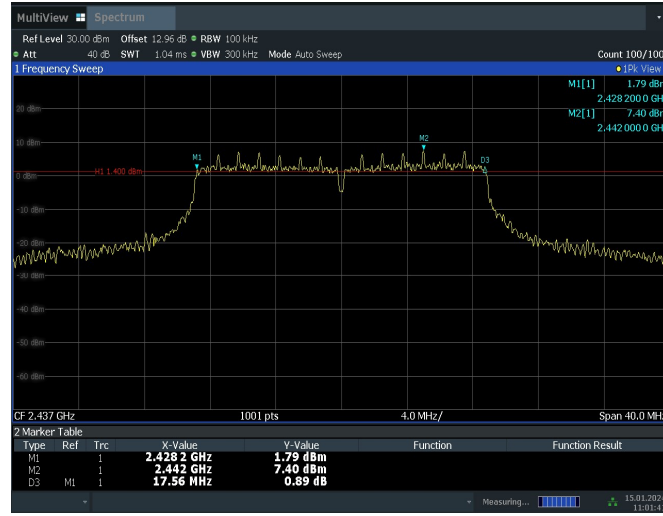 MultiView Spectrum
Ref Level 30.00 dBm Offset 12.96 dB RBW 100 kHz
Att 40 dB SWT 1.04 ms VBW 300 kHz Mode Auto Sweep Count 100/100
1 Frequency Sweep 1Pk View
M1[1] 1.79 dBm
2.428 200 0 GH
M2[1] 7.40 dBm
2.442 000 0 GH
20 dBm
10 dBm
M2
M1
D3
H1 1.400 dBm
0 dBm
-10 dBm
-20 dBm
-30 dBm
-40 dBm
-50 dBm
-60 dBm
CF 2.437 GHz 1001 pts 4.0 MHz/ Span 40.0 MHz
2 Marker Table
Type Ref Trc X-Value Y-Value Function Function Result
M1 1 2.428 2 GHz 1.79 dBm
M2 1 2.442 GHz 7.40 dBm
D3 M1 1 17.56 MHz 0.89 dB
Measuring... 15.01.2024
11:01:4